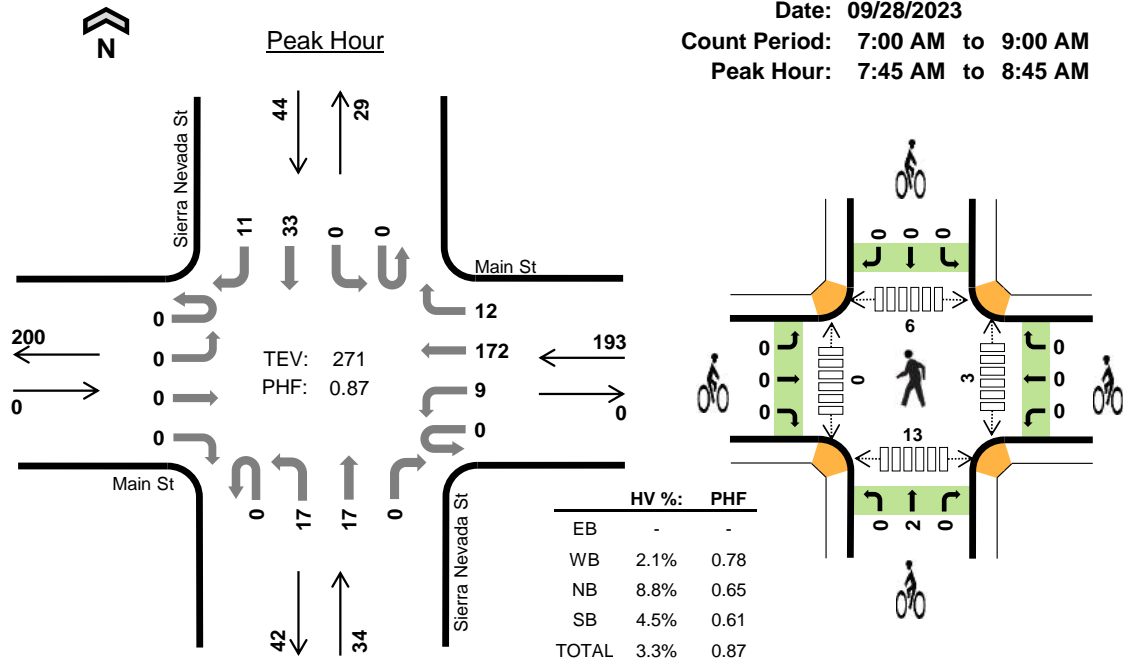 Date: 09/28/2023
Count Period: 7:00 AM to 9:00 AM
Peak Hour: 7:45 AM to 8:45 AM
N
Peak Hour
44
29
Sierra Nevada St
11
33
0
0
Main St
0
0
0
0
12
172
9
0
200
0
193
0
TEV: 271
PHF: 0.87
Main St
0
17
17
0
Sierra Nevada St
42
34
0
0
0
6
0
0
0
0
3
0
0
0
13
0
2
0
HV %: PHF
EB - -
WB 2.1% 0.78
NB 8.8% 0.65
SB 4.5% 0.61
TOTAL 3.3% 0.87